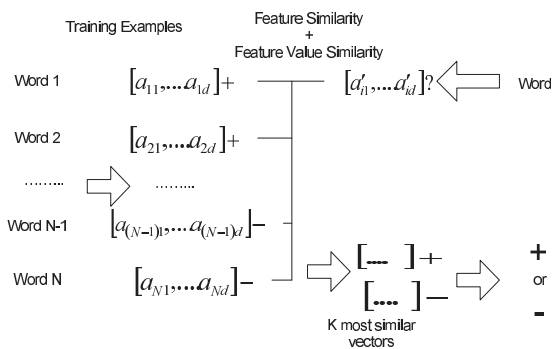 Training Examples
Feature Similarity
+
Feature Value Similarity
Word 1 [a₁₁,....a₁d]+ [a′ᵢ₁,....a′id]? Word
Word 2 [a₂₁,....a₂d]+
......... .........
Word N-1 [a(N−1)1,...a(N−1)d]−
Word N [aN1,....aNd]−
[.... ]+
[.... ]−
K most similar
vectors
+
or
-